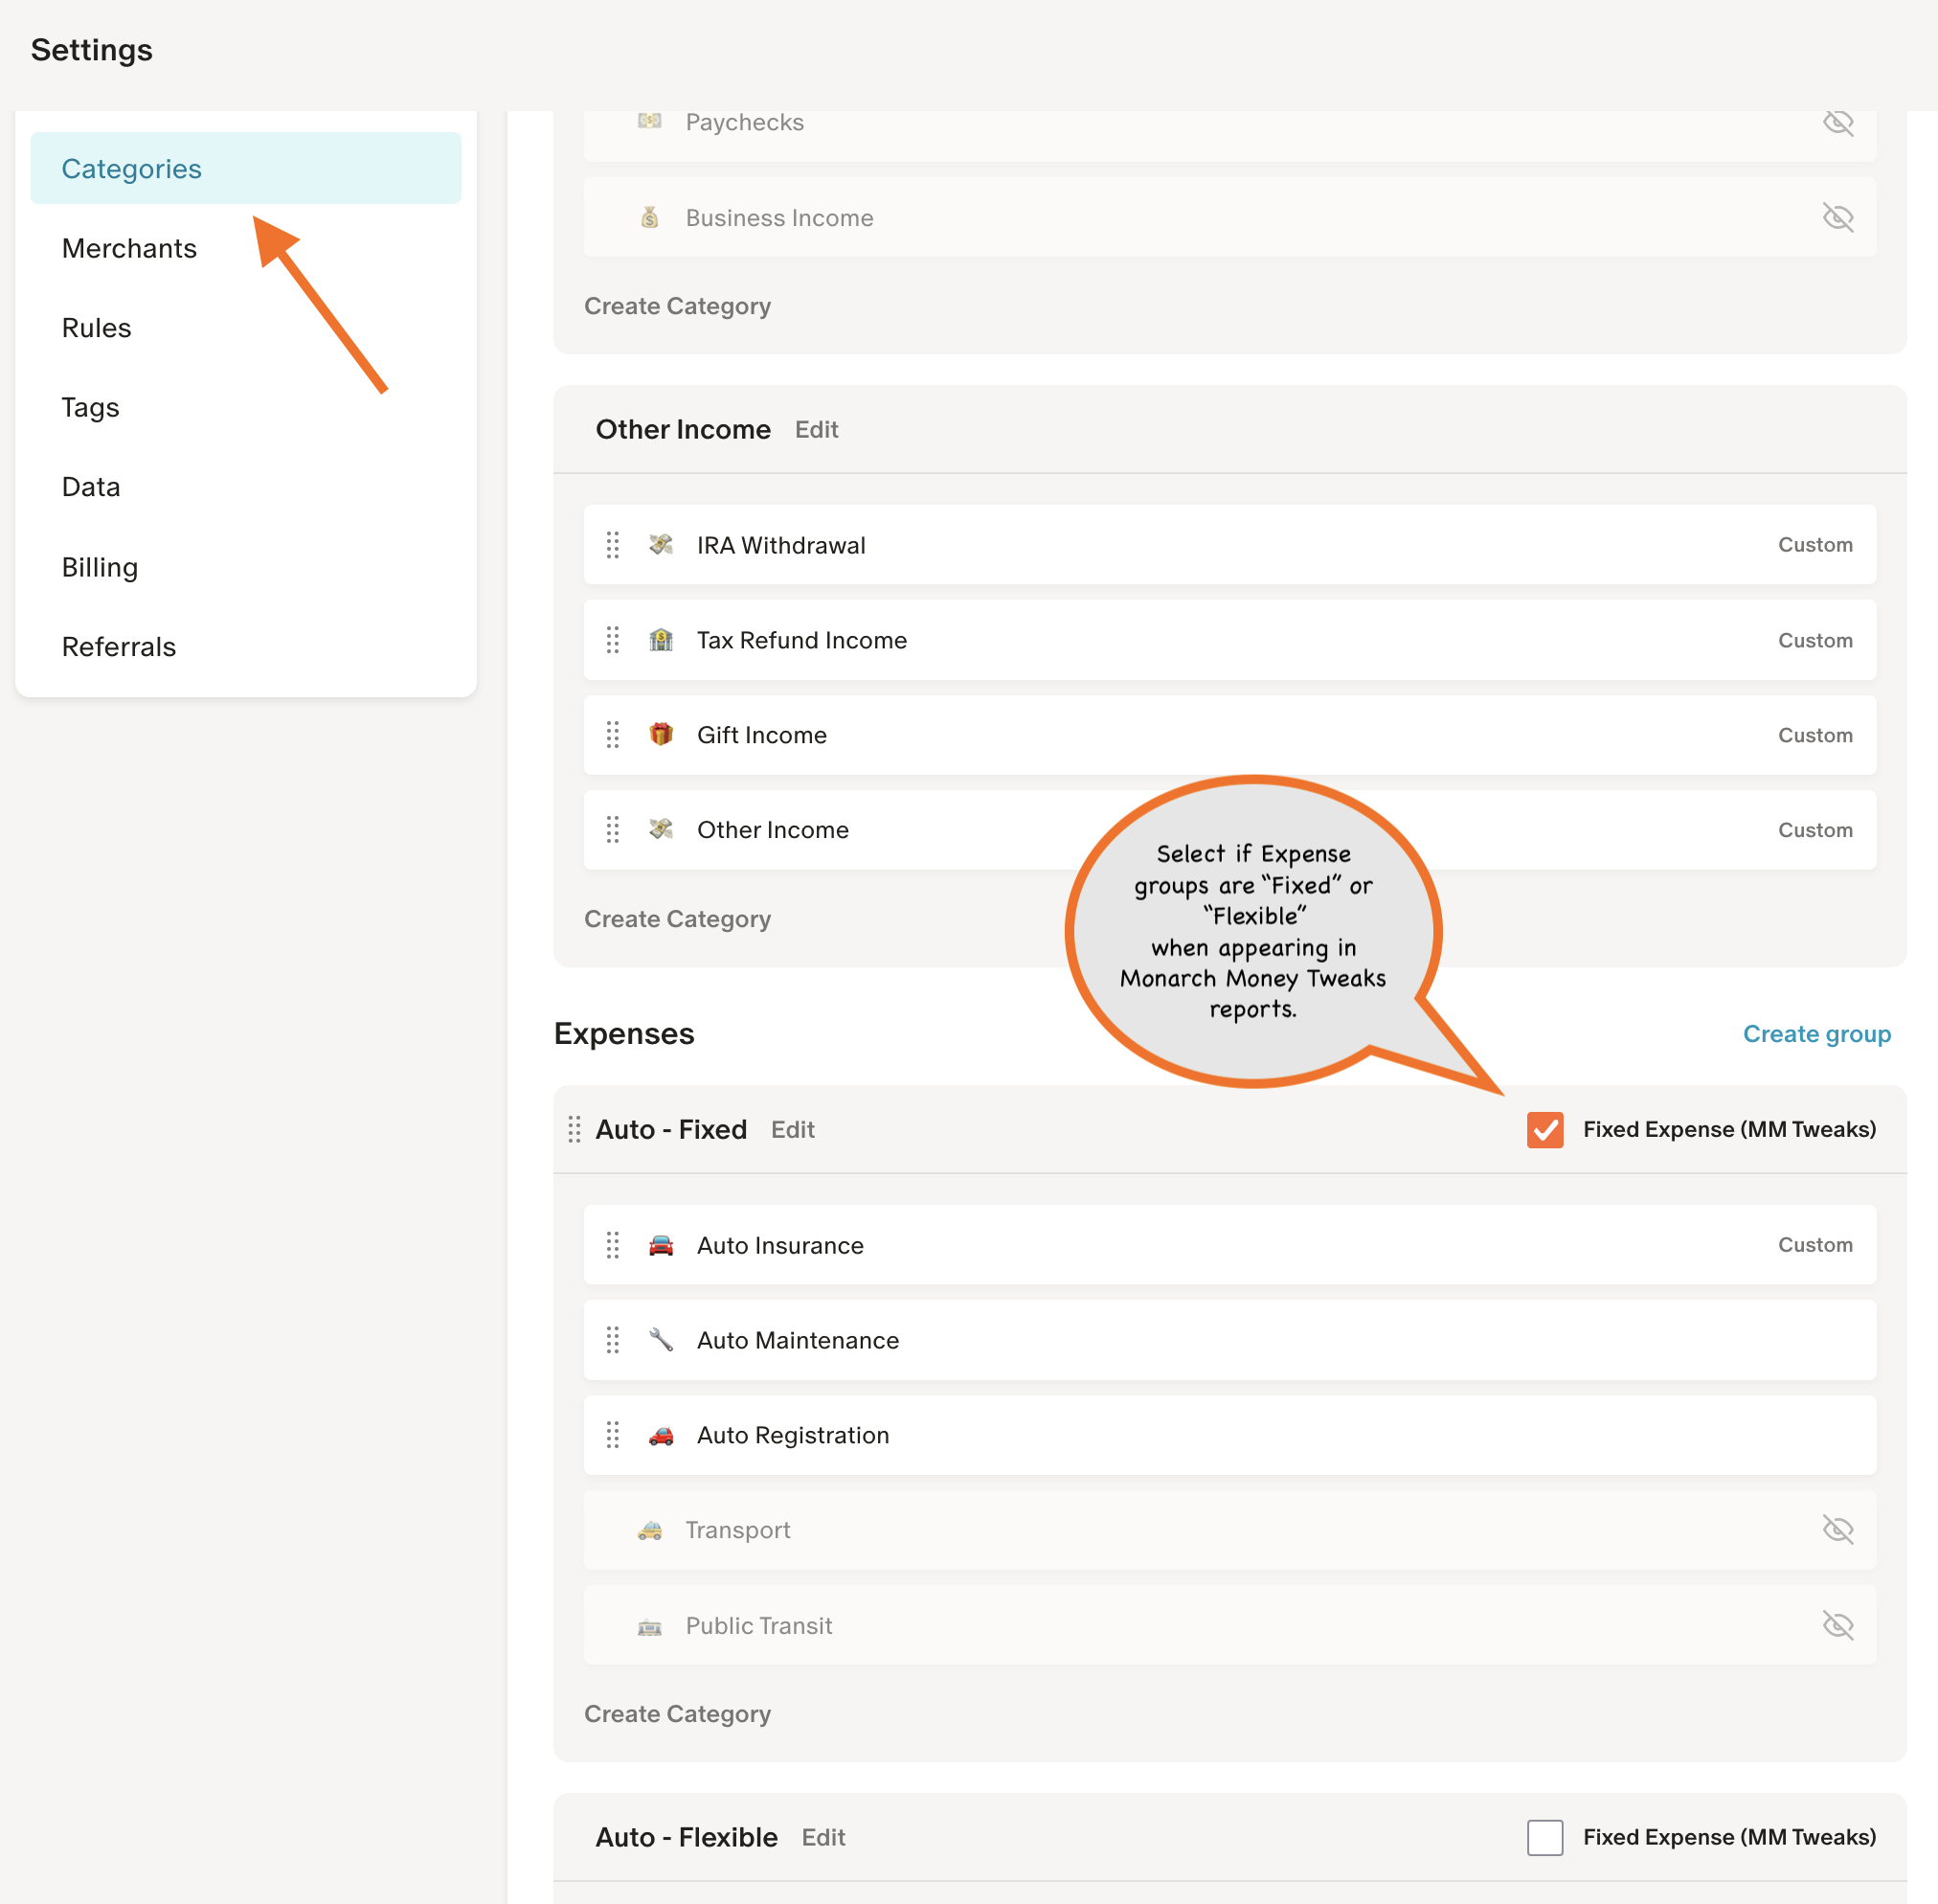 Settings
Categories
Merchants
Rules
Tags
Data
Billing
Referrals
Paychecks
Business Income
Create Category
Other Income Edit
IRA Withdrawal Custom
Tax Refund Income Custom
Gift Income Custom
Other Income Custom
Create Category
Select if Expense
groups are “Fixed” or
“Flexible”
when appearing in
Monarch Money Tweaks
reports.
Expenses Create group
Auto - Fixed Edit Fixed Expense (MM Tweaks)
Auto Insurance Custom
Auto Maintenance
Auto Registration
Transport
Public Transit
Create Category
Auto - Flexible Edit Fixed Expense (MM Tweaks)